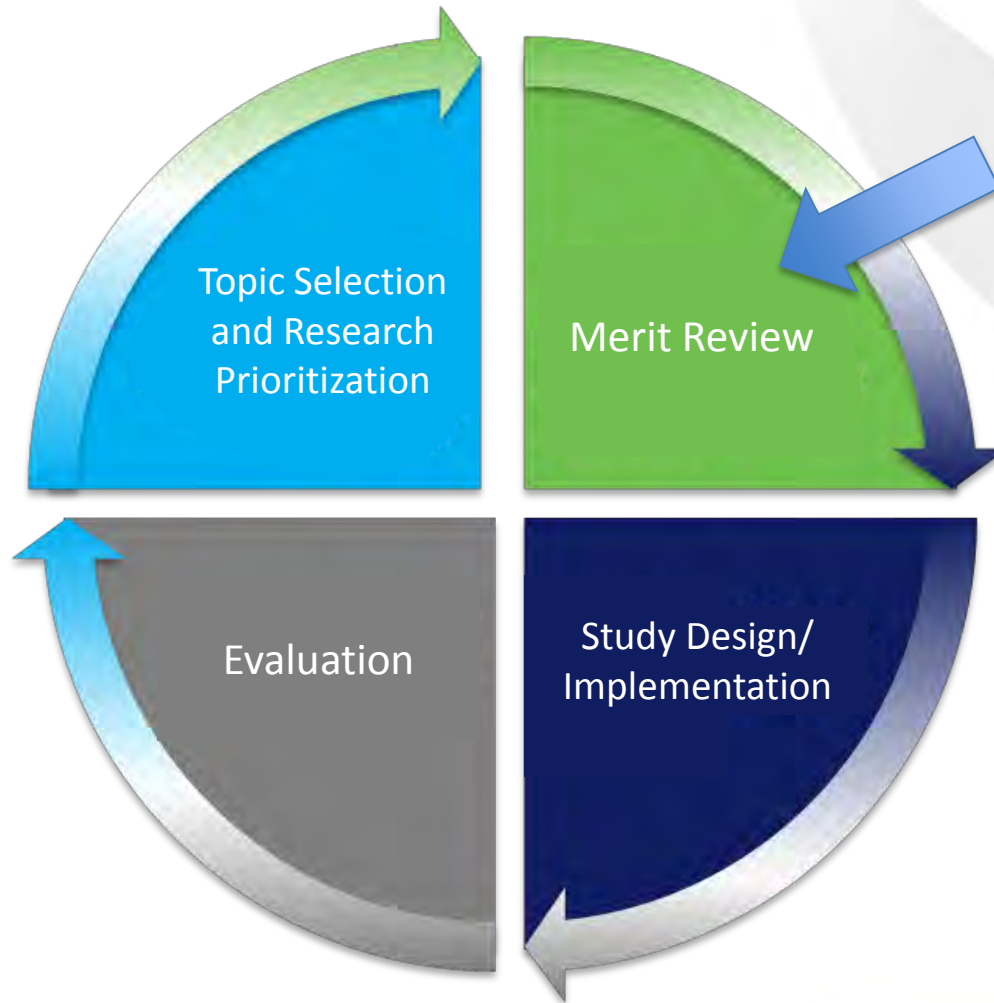 Topic Selection
and Research
Prioritization
Merit Review
Evaluation
Study Design/
Implementation